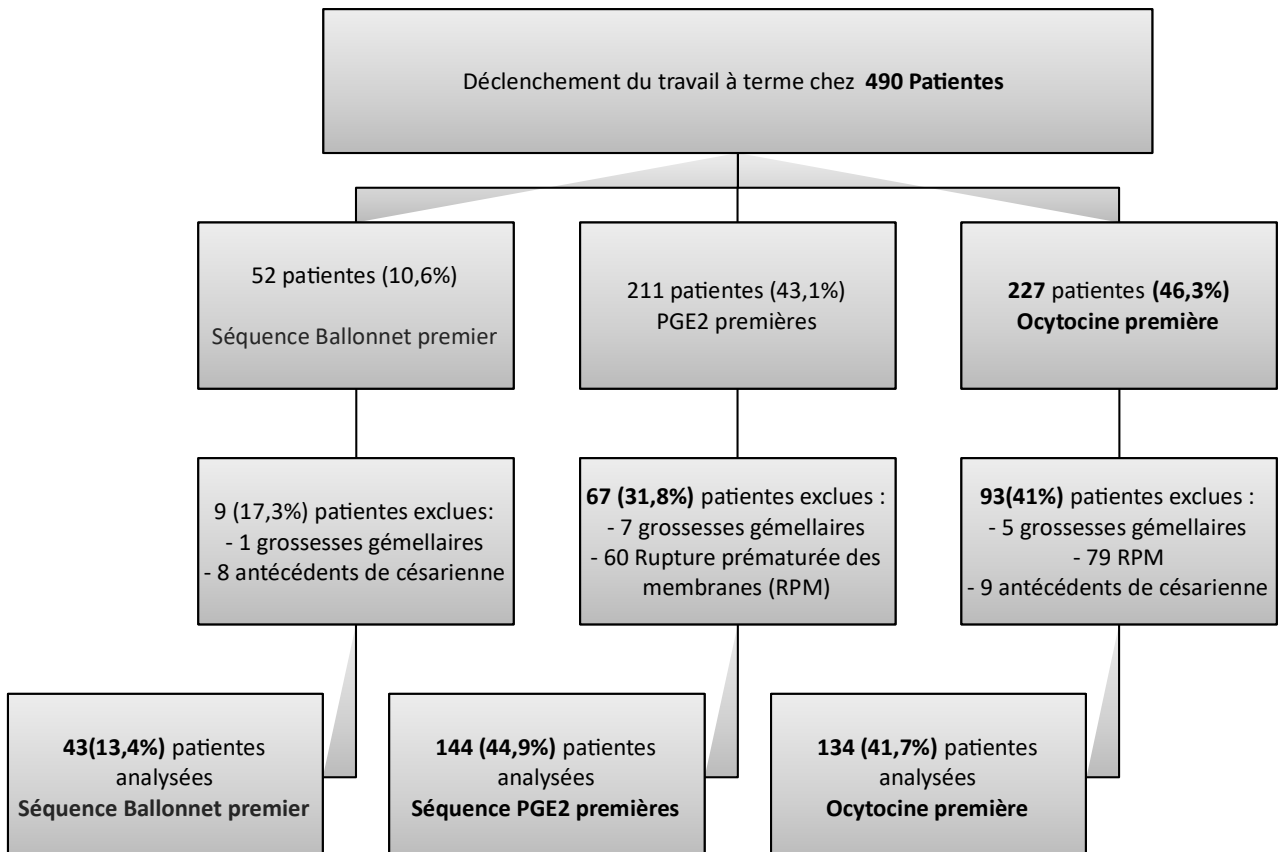 Déclenchement du travail à terme chez 490 Patientes
52 patientes (10,6%)
Séquence Ballonnet premier
211 patientes (43,1%)
PGE2 premières
227 patientes (46,3%)
Ocytocine première
9 (17,3%) patientes exclues:
- 1 grossesses gémellaires
- 8 antécédents de césarienne
67 (31,8%) patientes exclues :
- 7 grossesses gémellaires
- 60 Rupture prématurée des
membranes (RPM)
93(41%) patientes exclues :
- 5 grossesses gémellaires
- 79 RPM
- 9 antécédents de césarienne
43(13,4%) patientes
analysées
Séquence Ballonnet premier
144 (44,9%) patientes
analysées
Séquence PGE2 premières
134 (41,7%) patientes
analysées
Ocytocine première